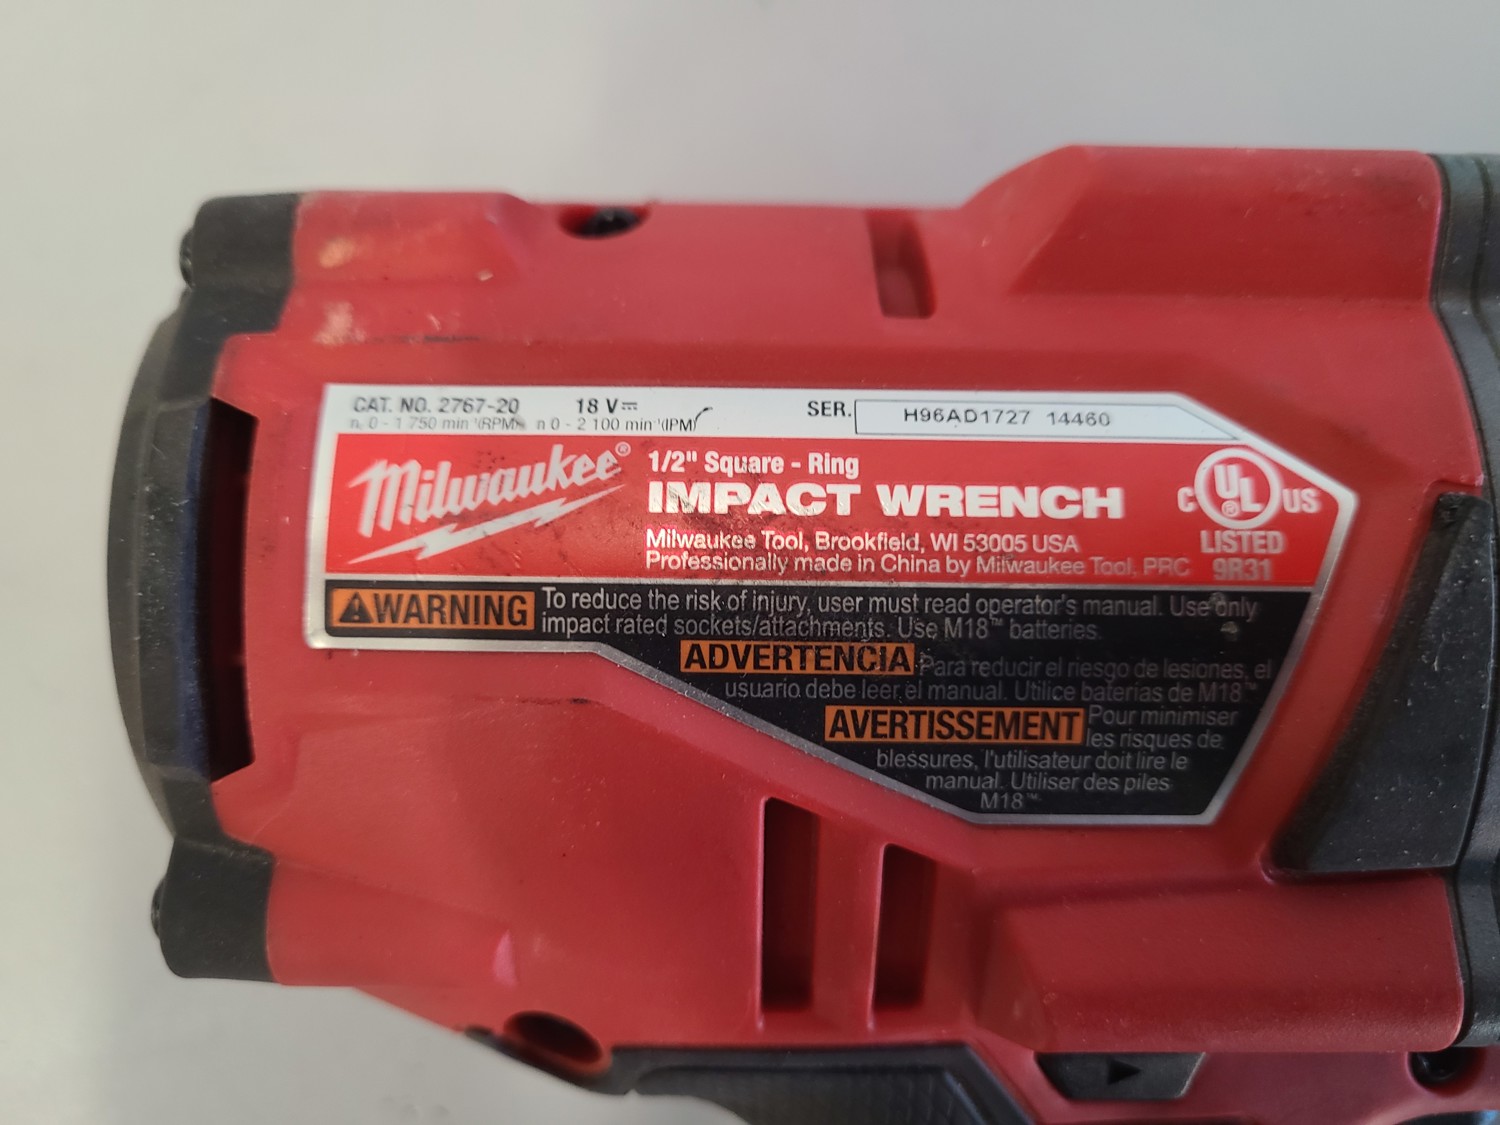 CAT. NO. 2767-20 18 V⎓ SER. H96AD1727 14460
n₀ 0 - 1 750 min⁻¹(RPM) n 0 - 2 100 min⁻¹(IPM)
Milwaukee®
1/2" Square - Ring
IMPACT WRENCH
Milwaukee Tool, Brookfield, WI 53005 USA
Professionally made in China by Milwaukee Tool, PRC
C UL® US
LISTED
9R31
WARNING To reduce the risk of injury, user must read operator's manual. Use only
impact rated sockets/attachments. Use M18™ batteries.
ADVERTENCIA Para reducir el riesgo de lesiones, el
usuario debe leer el manual. Utilice baterias de M18™
AVERTISSEMENT Pour minimiser
les risques de
blessures, l'utilisateur doit lire le
manual. Utiliser des piles
M18™